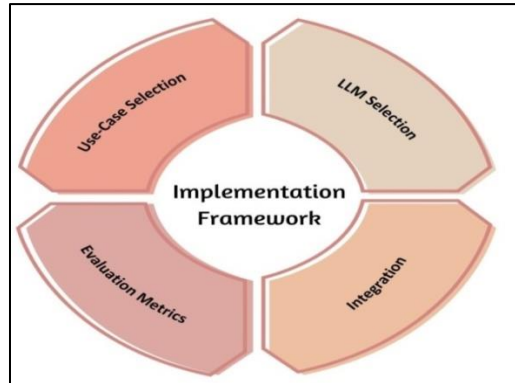 Use-Case Selection
LLM Selection
Implementation
Framework
Evaluation Metrics
Integration